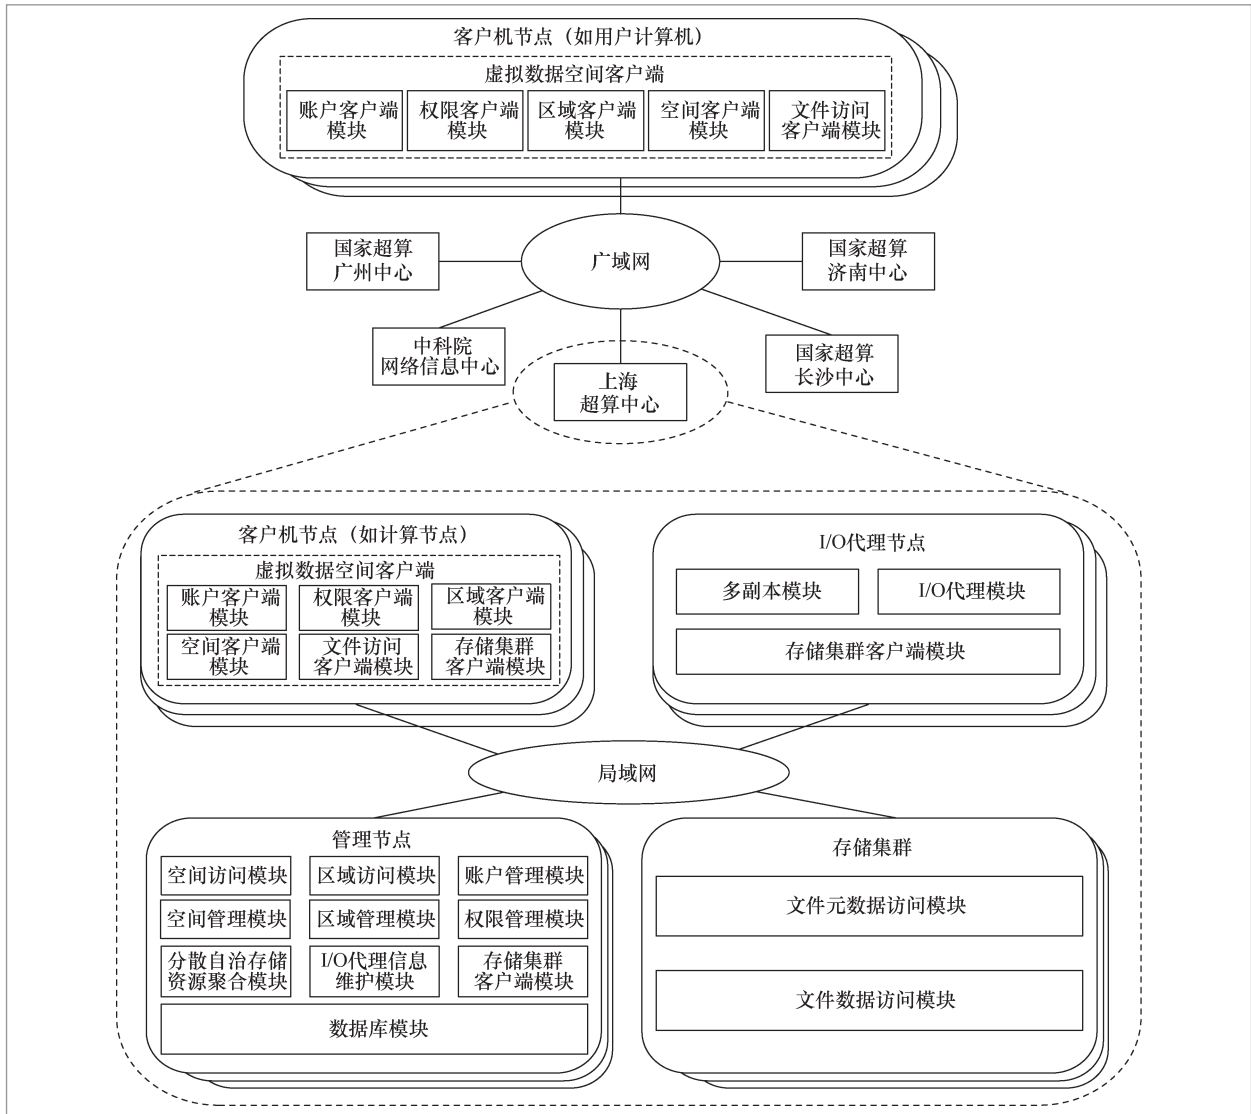 客户机节点（如用户计算机）
虚拟数据空间客户端
账户客户端
模块
权限客户端
模块
区域客户端
模块
空间客户端
模块
文件访问
客户端模块
广域网
国家超算
广州中心
国家超算
济南中心
中科院
网络信息中心
上海
超算中心
国家超算
长沙中心
客户机节点（如计算节点）
虚拟数据空间客户端
账户客户端
模块
权限客户端
模块
区域客户端
模块
空间客户端
模块
文件访问
客户端模块
存储集群
客户端模块
I/O代理节点
多副本模块
I/O代理模块
存储集群客户端模块
局域网
管理节点
空间访问模块
区域访问模块
账户管理模块
空间管理模块
区域管理模块
权限管理模块
分散自治存储
资源聚合模块
I/O代理信息
维护模块
存储集群
客户端模块
数据库模块
存储集群
文件元数据访问模块
文件数据访问模块